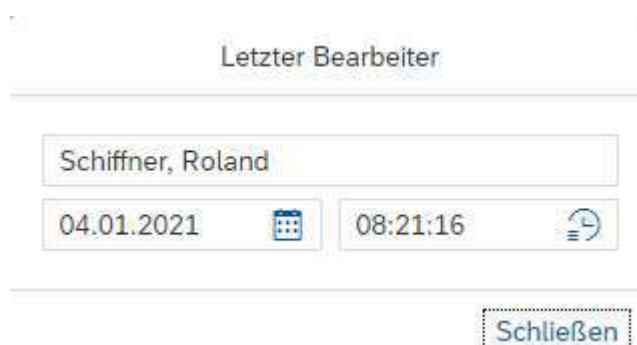 Letzter Bearbeiter
Schiffner, Roland
04.01.2021 08:21:16
Schließen